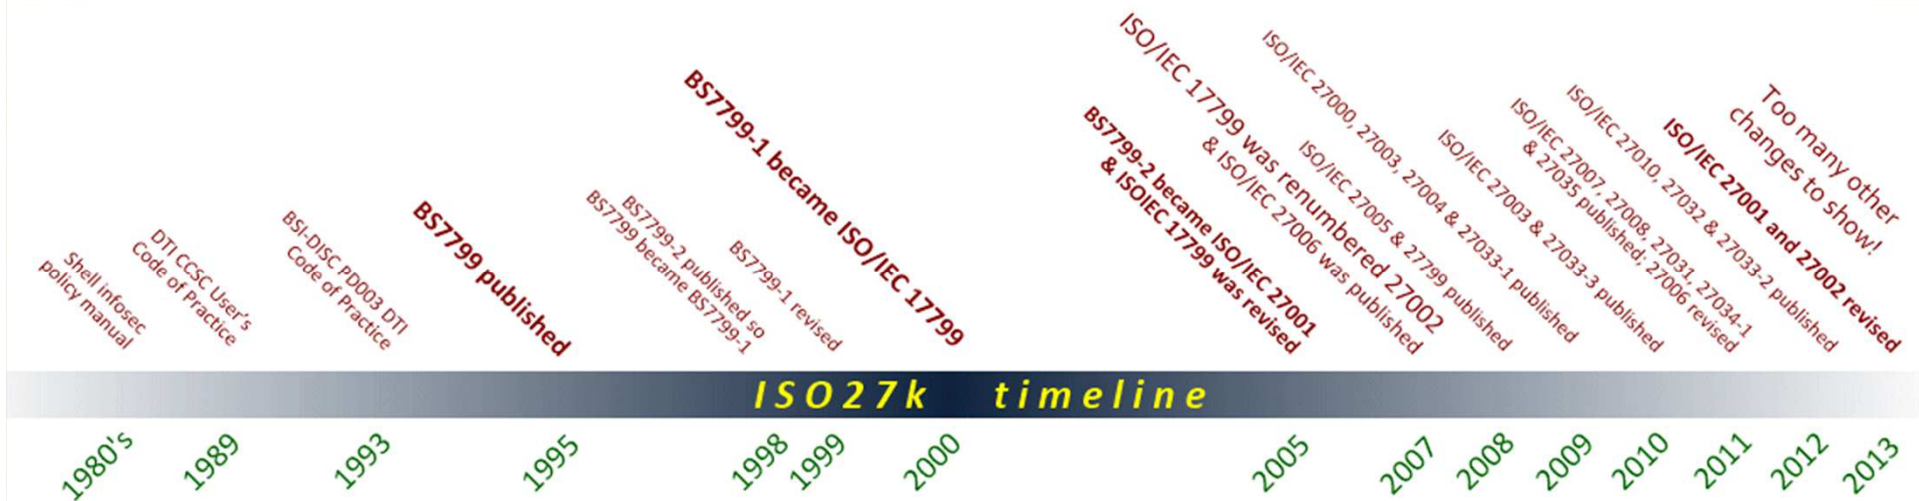 Shell infosec
policy manual
DTI CCSC User's
Code of Practice
BSI-DISC PD003 DTI
Code of Practice
BS7799 published
BS7799-2 published so
BS7799 became BS7799-1
BS7799-1 revised
BS7799-1 became ISO/IEC 17799
BS7799-2 became ISO/IEC 27001
& ISOIEC 17799 was revised
ISO/IEC 17799 was renumbered 27002
& ISO/IEC 27006 was published
ISO/IEC 27005 & 27799 published
ISO/IEC 27000, 27003, 27004 & 27033-1 published
ISO/IEC 27003 & 27033-3 published
ISO/IEC 27007, 27008, 27031, 27034-1
& 27035 published; 27006 revised
ISO/IEC 27010, 27032 & 27033-2 published
ISO/IEC 27001 and 27002 revised
Too many other
changes to show!
ISO27k timeline
1980's
1989
1993
1995
1998
1999
2000
2005
2007
2008
2009
2010
2011
2012
2013